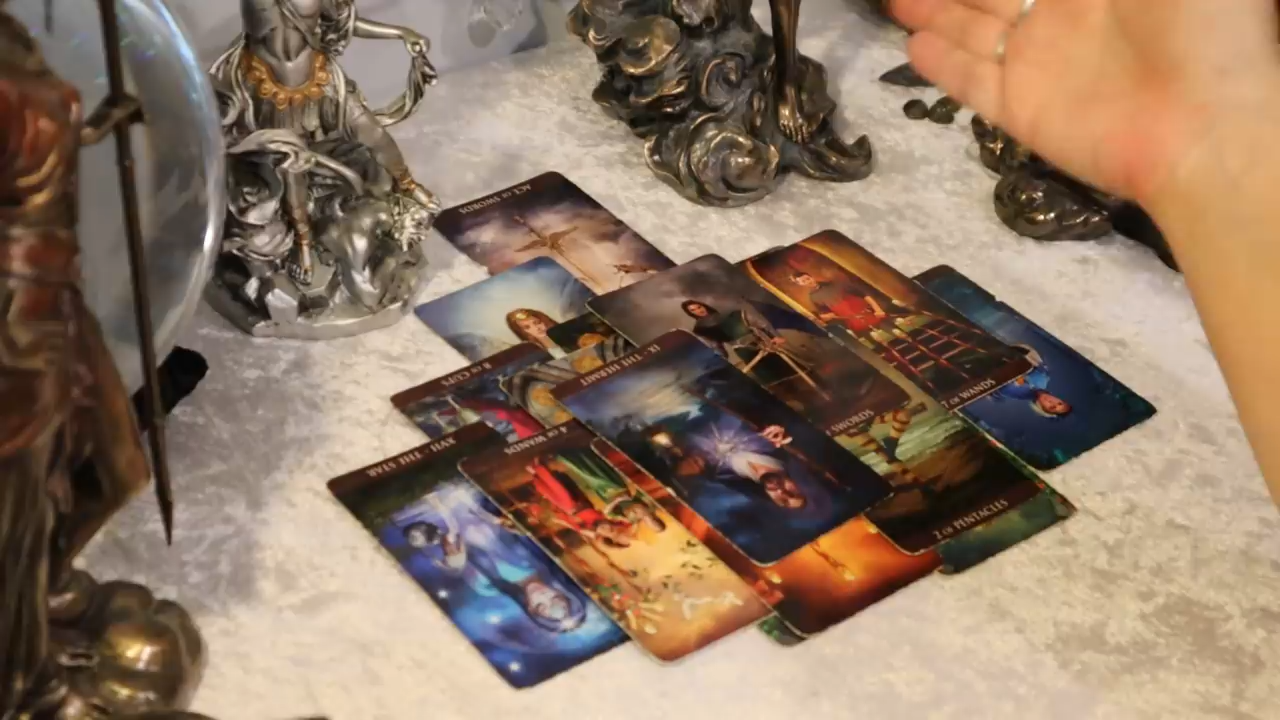 ACE OF SWORDS
IX · THE HERMIT
8 OF CUPS
7 OF WANDS
SWORDS
4 OF WANDS
XVII · THE STAR
2 OF PENTACLES